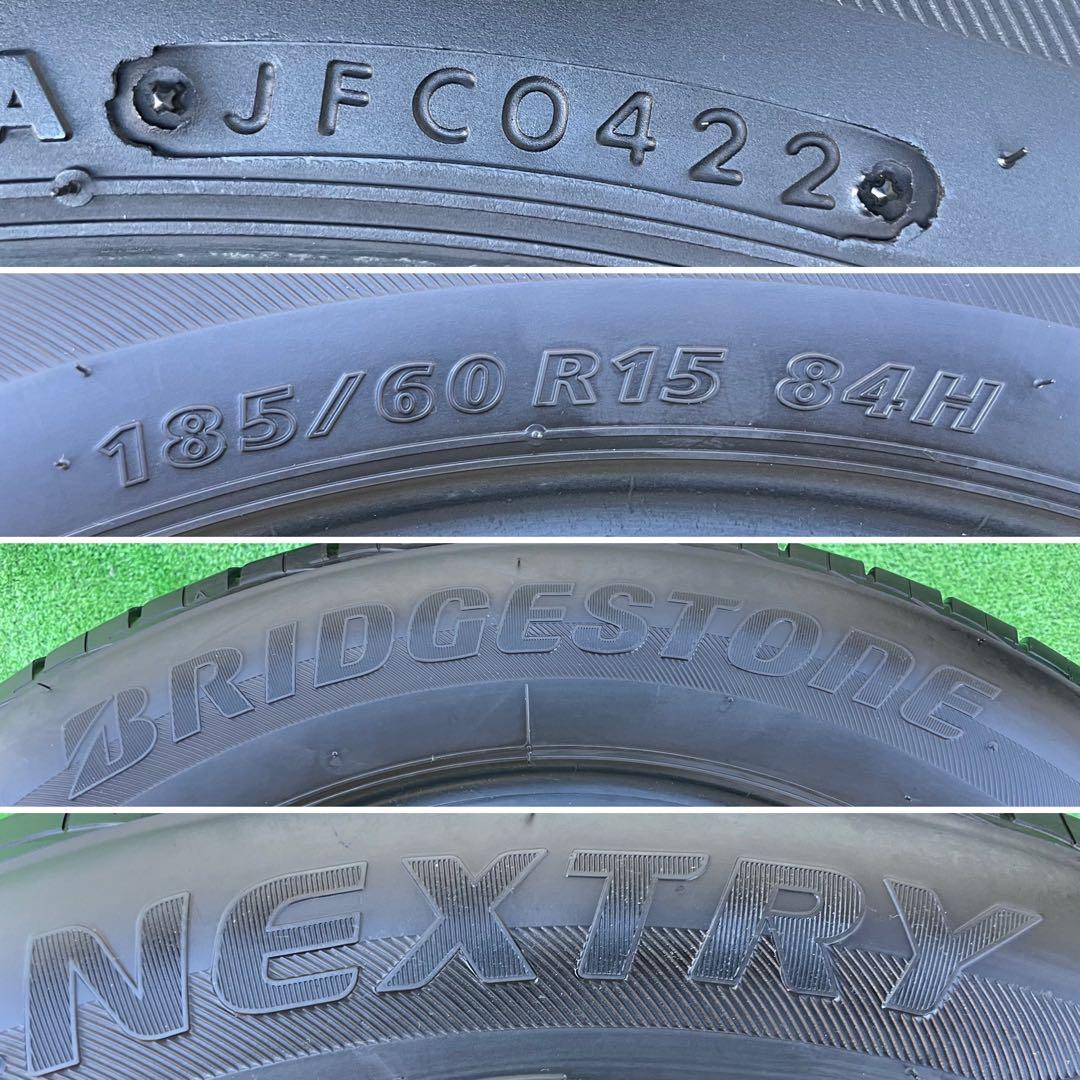 A JFC0422
185/60 R15 84H
BRIDGESTONE
NEXTRY